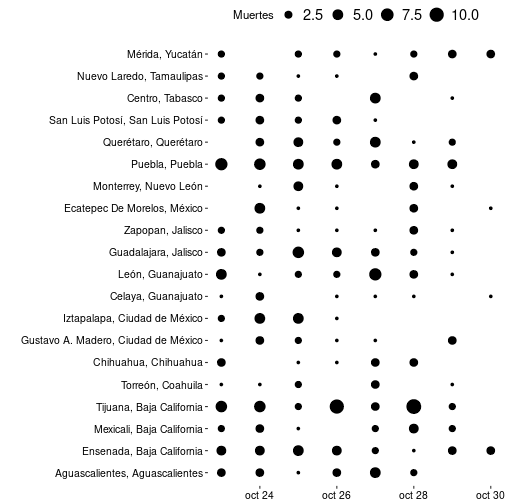 Muertes 2.5 5.0 7.5 10.0
Mérida, Yucatán
Nuevo Laredo, Tamaulipas
Centro, Tabasco
San Luis Potosí, San Luis Potosí
Querétaro, Querétaro
Puebla, Puebla
Monterrey, Nuevo León
Ecatepec De Morelos, México
Zapopan, Jalisco
Guadalajara, Jalisco
León, Guanajuato
Celaya, Guanajuato
Iztapalapa, Ciudad de México
Gustavo A. Madero, Ciudad de México
Chihuahua, Chihuahua
Torreón, Coahuila
Tijuana, Baja California
Mexicali, Baja California
Ensenada, Baja California
Aguascalientes, Aguascalientes
oct 24 oct 26 oct 28 oct 30